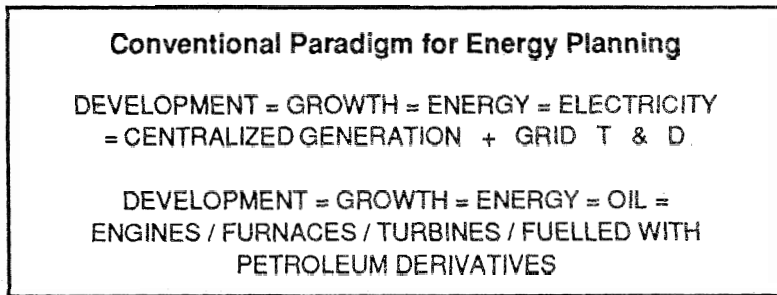 Conventional Paradigm for Energy Planning
DEVELOPMENT = GROWTH = ENERGY = ELECTRICITY
= CENTRALIZED GENERATION + GRID T & D
DEVELOPMENT = GROWTH = ENERGY = OIL =
ENGINES / FURNACES / TURBINES / FUELLED WITH
PETROLEUM DERIVATIVES